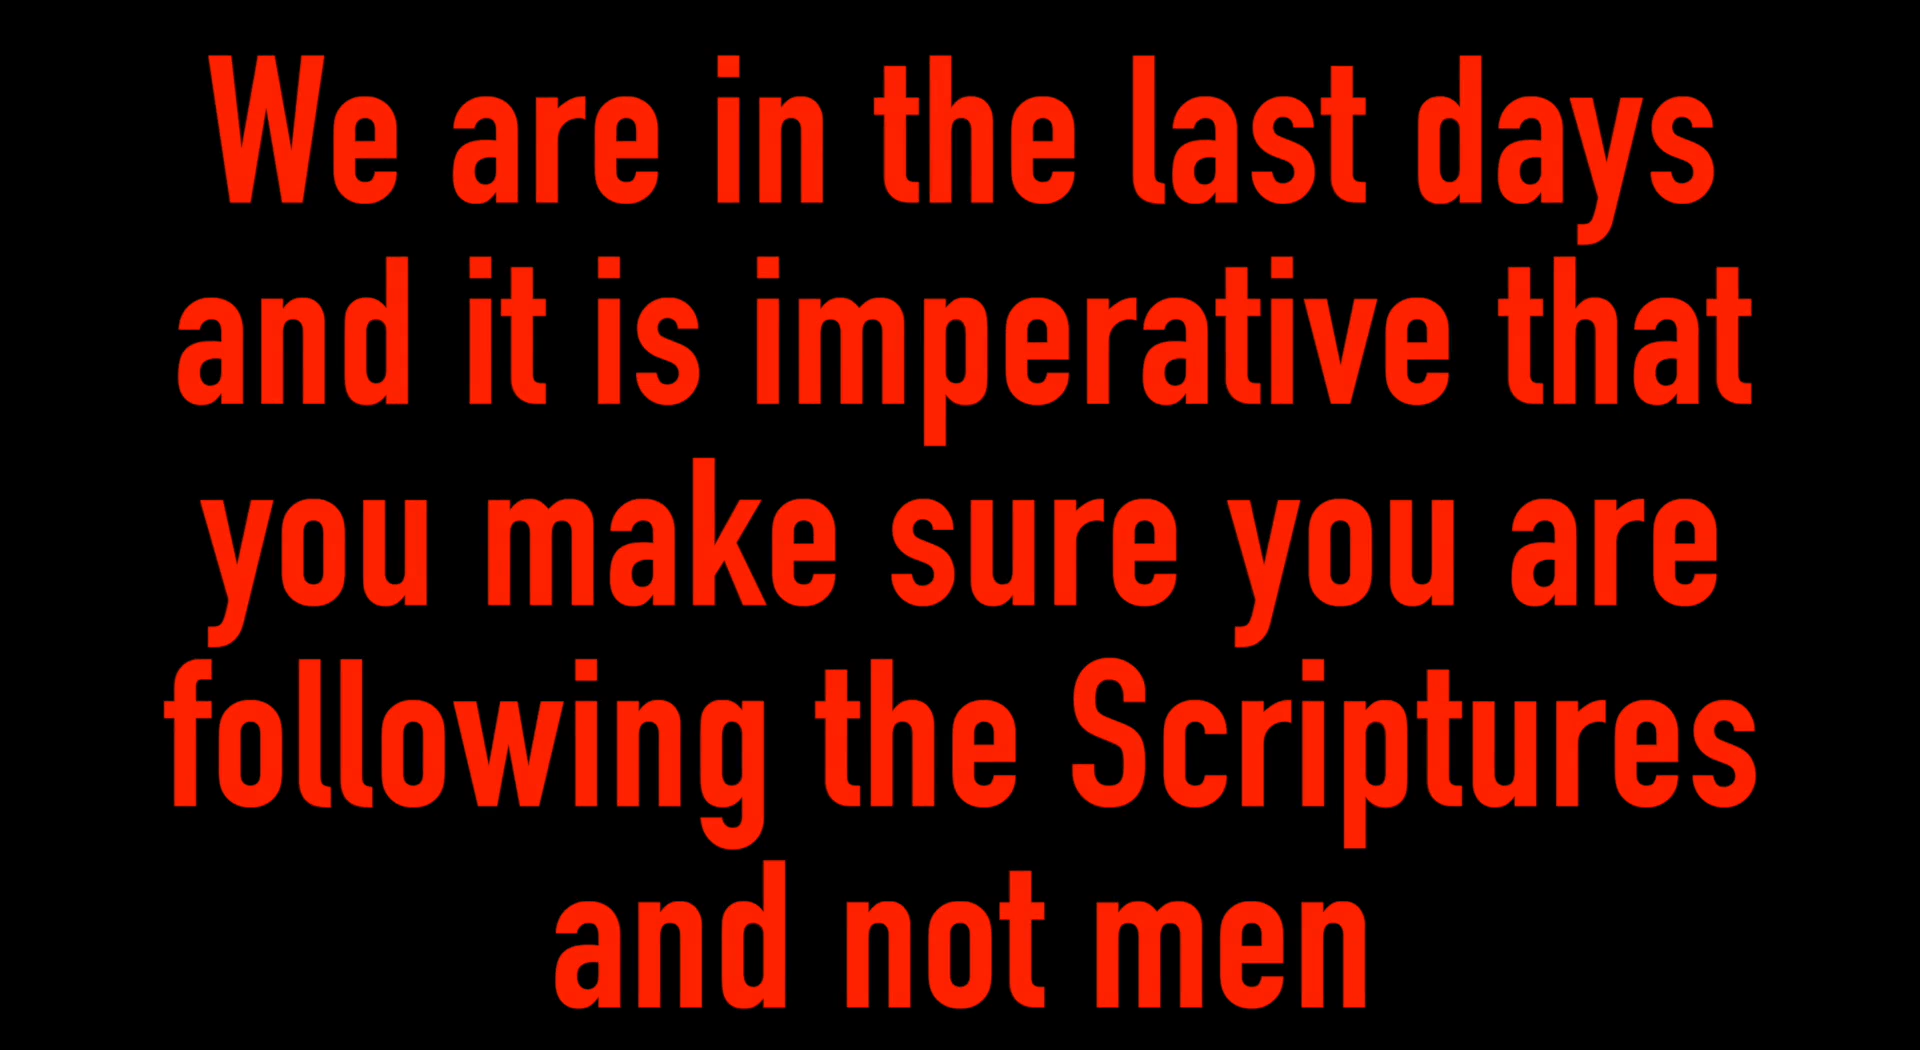 We are in the last days
and it is imperative that
you make sure you are
following the Scriptures
and not men